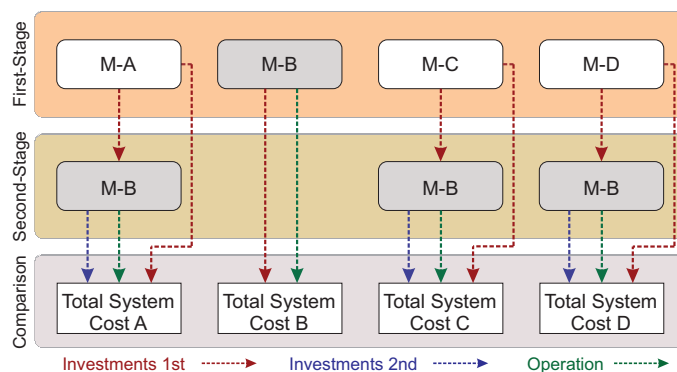 First-Stage
M-A
M-B
M-C
M-D
Second-Stage
M-B
M-B
M-B
Comparison
Total System
Cost A
Total System
Cost B
Total System
Cost C
Total System
Cost D
Investments 1st
Investments 2nd
Operation